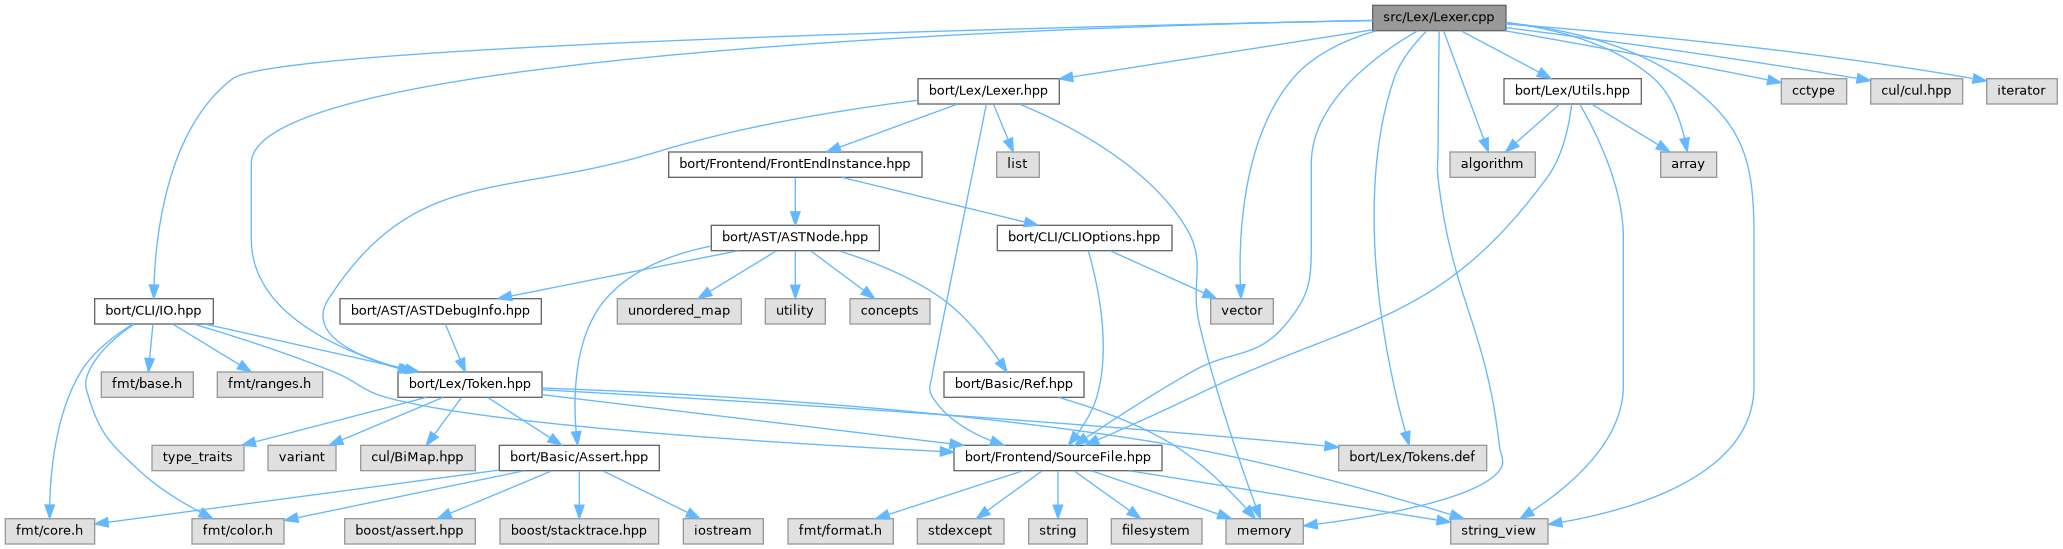 src/Lex/Lexer.cpp
bort/Lex/Lexer.hpp
bort/Lex/Utils.hpp
cctype
cul/cul.hpp
iterator
bort/Frontend/FrontEndInstance.hpp
list
algorithm
array
bort/AST/ASTNode.hpp
bort/CLI/CLIOptions.hpp
bort/CLI/IO.hpp
bort/AST/ASTDebugInfo.hpp
unordered_map
utility
concepts
vector
fmt/base.h
fmt/ranges.h
bort/Lex/Token.hpp
bort/Basic/Ref.hpp
type_traits
variant
cul/BiMap.hpp
bort/Basic/Assert.hpp
bort/Frontend/SourceFile.hpp
bort/Lex/Tokens.def
fmt/core.h
fmt/color.h
boost/assert.hpp
boost/stacktrace.hpp
iostream
fmt/format.h
stdexcept
string
filesystem
memory
string_view